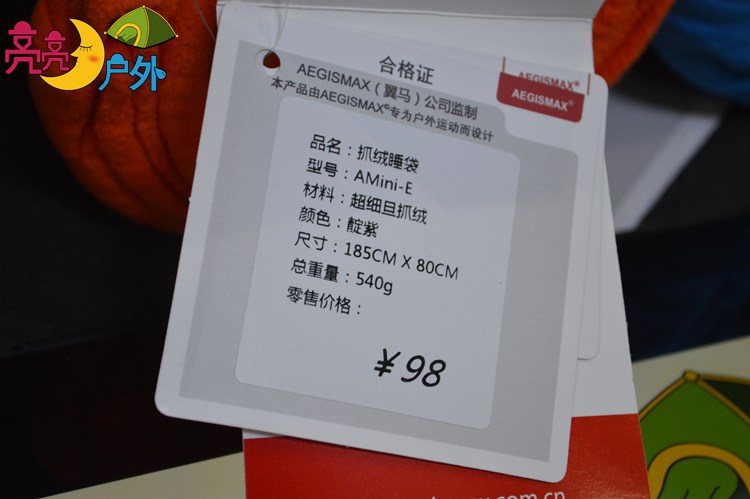 亮亮户外
合格证
AEGISMAX®
AEGISMAX®
AEGISMAX（翼马）公司监制
本产品由AEGISMAX®专为户外运动而设计
品名：抓绒睡袋
型号：AMini-E
材料：超细旦抓绒
颜色：靛紫
尺寸：185CM X 80CM
总重量：540g
零售价格：
￥98
.com.cn